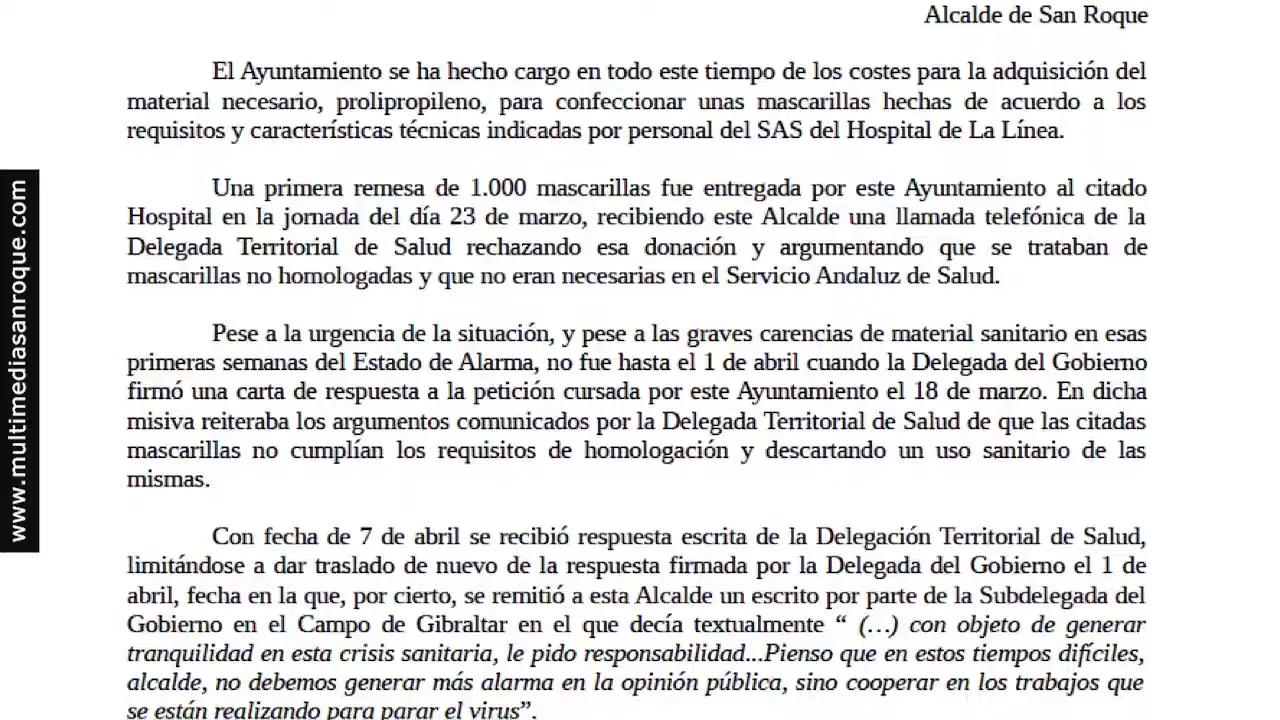 Alcalde de San Roque
El Ayuntamiento se ha hecho cargo en todo este tiempo de los costes para la adquisición del
material necesario, prolipropileno, para confeccionar unas mascarillas hechas de acuerdo a los
requisitos y características técnicas indicadas por personal del SAS del Hospital de La Línea.
Una primera remesa de 1.000 mascarillas fue entregada por este Ayuntamiento al citado
Hospital en la jornada del día 23 de marzo, recibiendo este Alcalde una llamada telefónica de la
Delegada Territorial de Salud rechazando esa donación y argumentando que se trataban de
mascarillas no homologadas y que no eran necesarias en el Servicio Andaluz de Salud.
Pese a la urgencia de la situación, y pese a las graves carencias de material sanitario en esas
primeras semanas del Estado de Alarma, no fue hasta el 1 de abril cuando la Delegada del Gobierno
firmó una carta de respuesta a la petición cursada por este Ayuntamiento el 18 de marzo. En dicha
misiva reiteraba los argumentos comunicados por la Delegada Territorial de Salud de que las citadas
mascarillas no cumplían los requisitos de homologación y descartando un uso sanitario de las
mismas.
Con fecha de 7 de abril se recibió respuesta escrita de la Delegación Territorial de Salud,
limitándose a dar traslado de nuevo de la respuesta firmada por la Delegada del Gobierno el 1 de
abril, fecha en la que, por cierto, se remitió a esta Alcalde un escrito por parte de la Subdelegada del
Gobierno en el Campo de Gibraltar en el que decía textualmente “ (…) con objeto de generar
tranquilidad en esta crisis sanitaria, le pido responsabilidad...Pienso que en estos tiempos difíciles,
alcalde, no debemos generar más alarma en la opinión pública, sino cooperar en los trabajos que
se están realizando para parar el virus”.
www.multimediasanroque.com